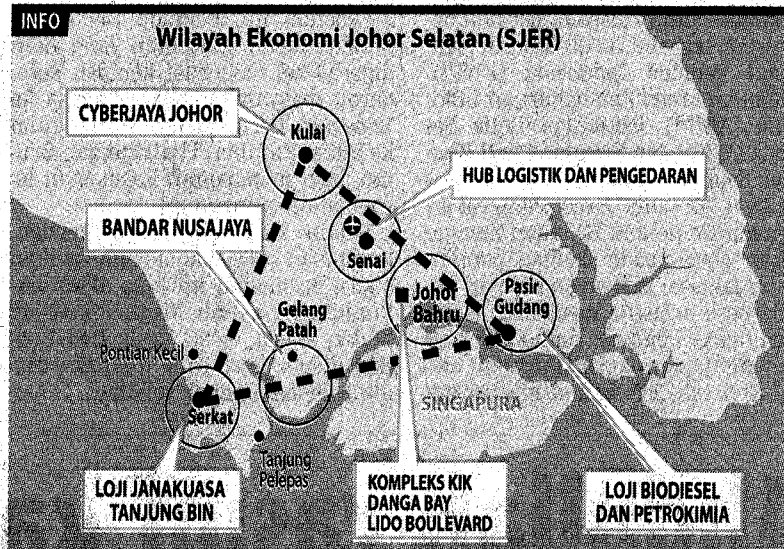 INFO
Wilayah Ekonomi Johor Selatan (SJER)
CYBERJAYA JOHOR
Kulai
HUB LOGISTIK DAN PENGEDARAN
BANDAR NUSAJAYA
Senai
Gelang
Patah
Johor
Bahru
Pasir
Gudang
Pontian Kecil
Serkat
SINGAPURA
Tanjung
Pelepas
LOJI JANAKUASA
TANJUNG BIN
KOMPLEKS KIK
DANGA BAY
LIDO BOULEVARD
LOJI BIODIESEL
DAN PETROKIMIA